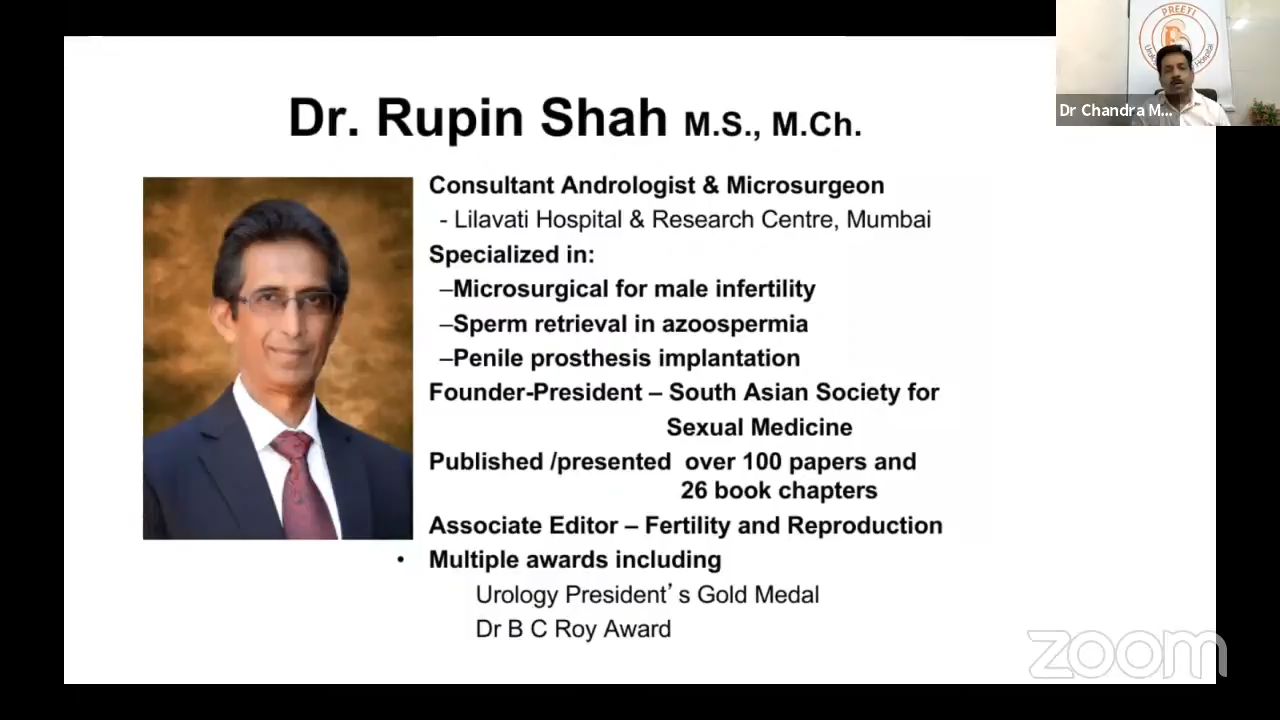 PREETI
Hospital
Dr Chandra M...
Dr. Rupin Shah M.S., M.Ch.
Consultant Andrologist & Microsurgeon
- Lilavati Hospital & Research Centre, Mumbai
Specialized in:
–Microsurgical for male infertility
–Sperm retrieval in azoospermia
–Penile prosthesis implantation
Founder-President – South Asian Society for
Sexual Medicine
Published /presented over 100 papers and
26 book chapters
Associate Editor – Fertility and Reproduction
• Multiple awards including
Urology President’s Gold Medal
Dr B C Roy Award
zoom